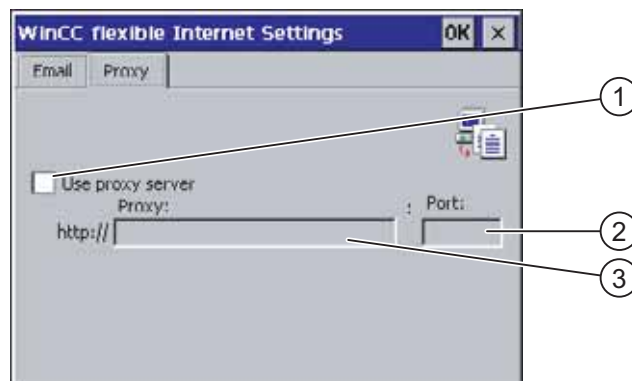 WinCC flexible Internet Settings OK ×
Email Proxy
1
Use proxy server
Proxy: : Port:
http://
2
3